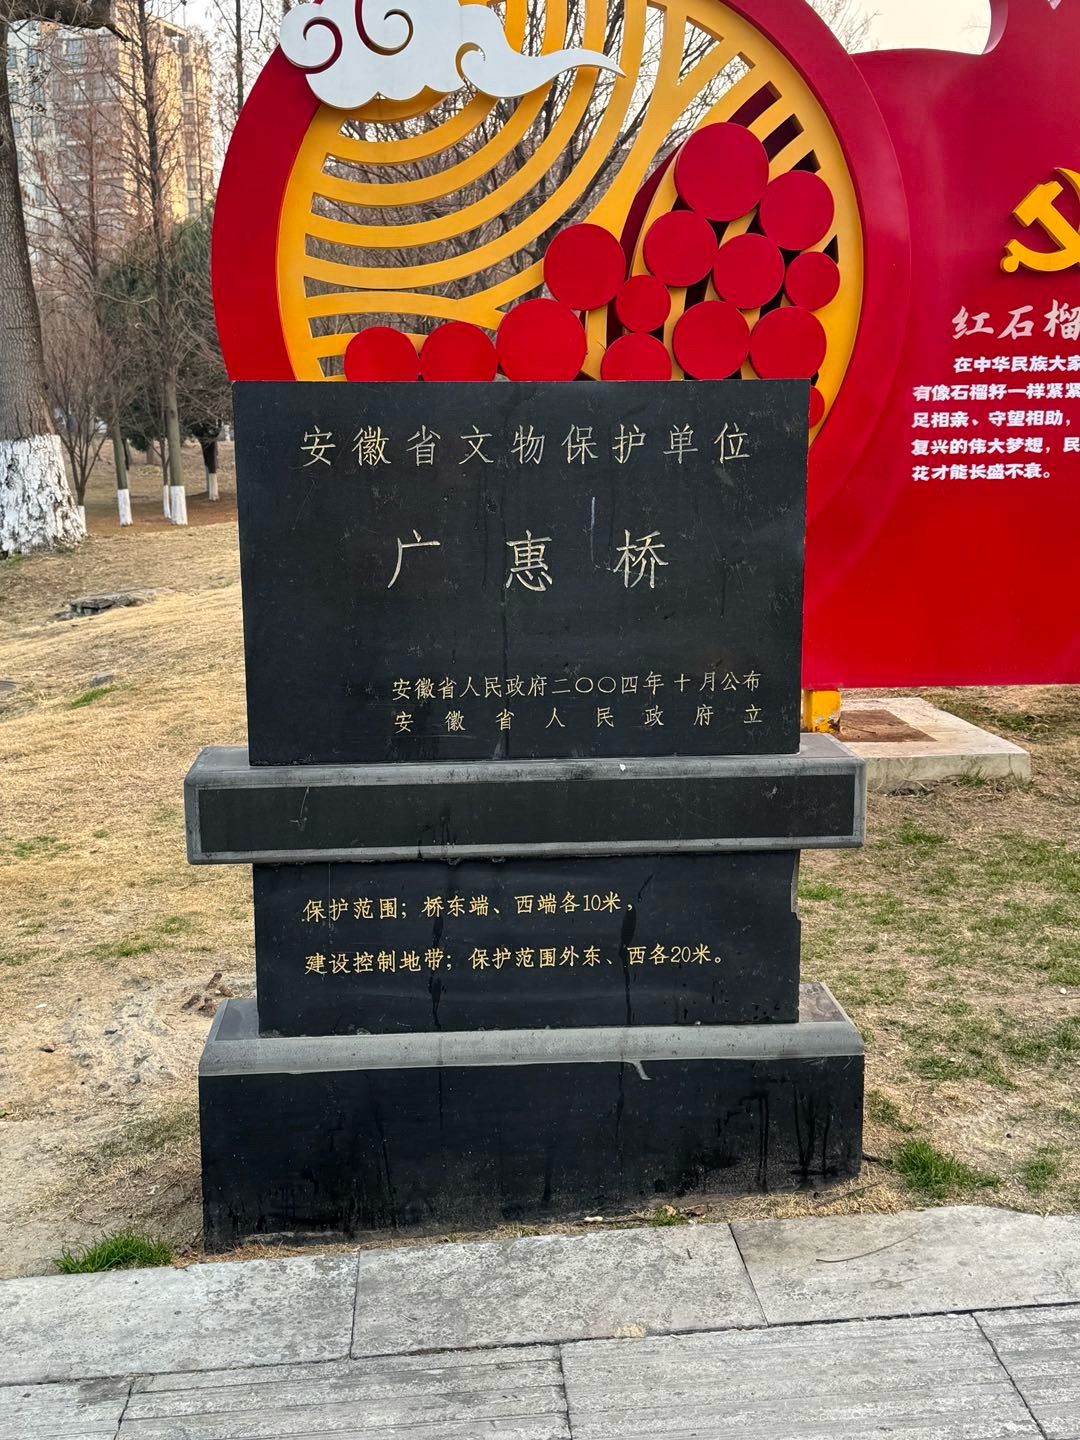 安徽省文物保护单位
广惠桥
安徽省人民政府二〇〇四年十月公布
安徽省人民政府立
保护范围；桥东端、西端各10米，
建设控制地带；保护范围外东、西各20米。
红石榴
在中华民族大家
有像石榴籽一样紧紧
足相亲、守望相助，
复兴的伟大梦想，民
花才能长盛不衰。